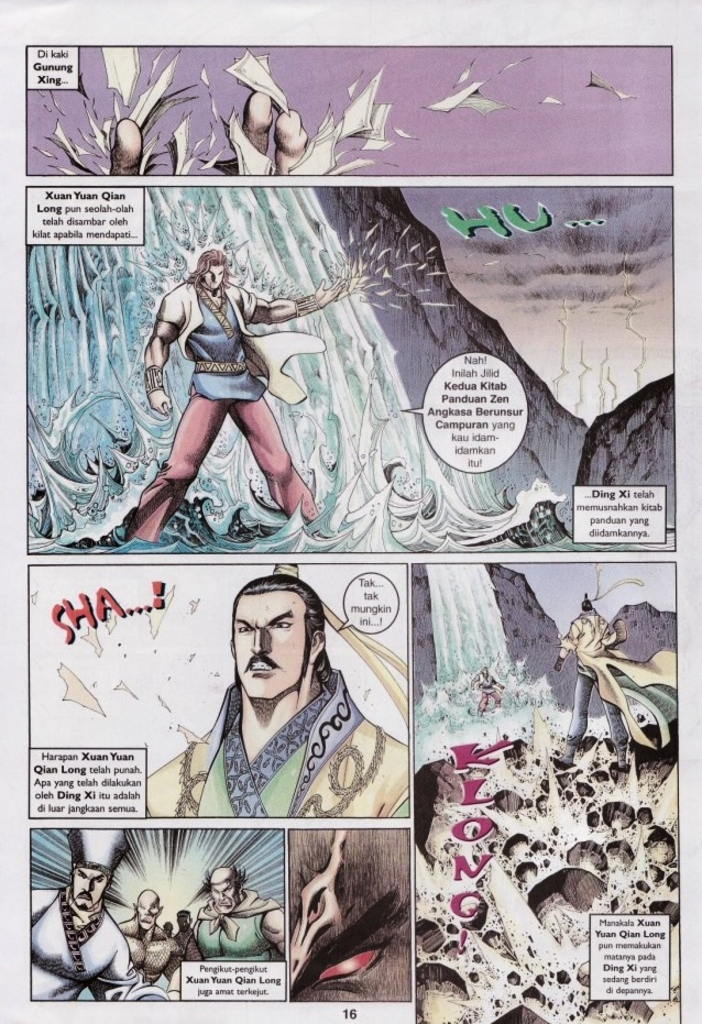 Di kaki
Gunung
Xing...
Xuan Yuan Qian
Long pun seolah-olah
telah disambar oleh
kilat apabila mendapati...
HU...
Nah!
Inilah Jilid
Kedua Kitab
Panduan Zen
Angkasa Berunsur
Campuran yang
kau idam-
idamkan
itu!
...Ding Xi telah
memusnahkan kitab
panduan yang
diidamkannya.
SHA...!
Tak...
tak
mungkin
ini...!
Harapan Xuan Yuan
Qian Long telah punah.
Apa yang telah dilakukan
oleh Ding Xi itu adalah
di luar jangkaan semua.
KLONG!
Pengikut-pengikut
Xuan Yuan Qian Long
juga amat terkejut.
Manakala Xuan
Yuan Qian Long
pun memakukan
matanya pada
Ding Xi yang
sedang berdiri
di depannya.
16